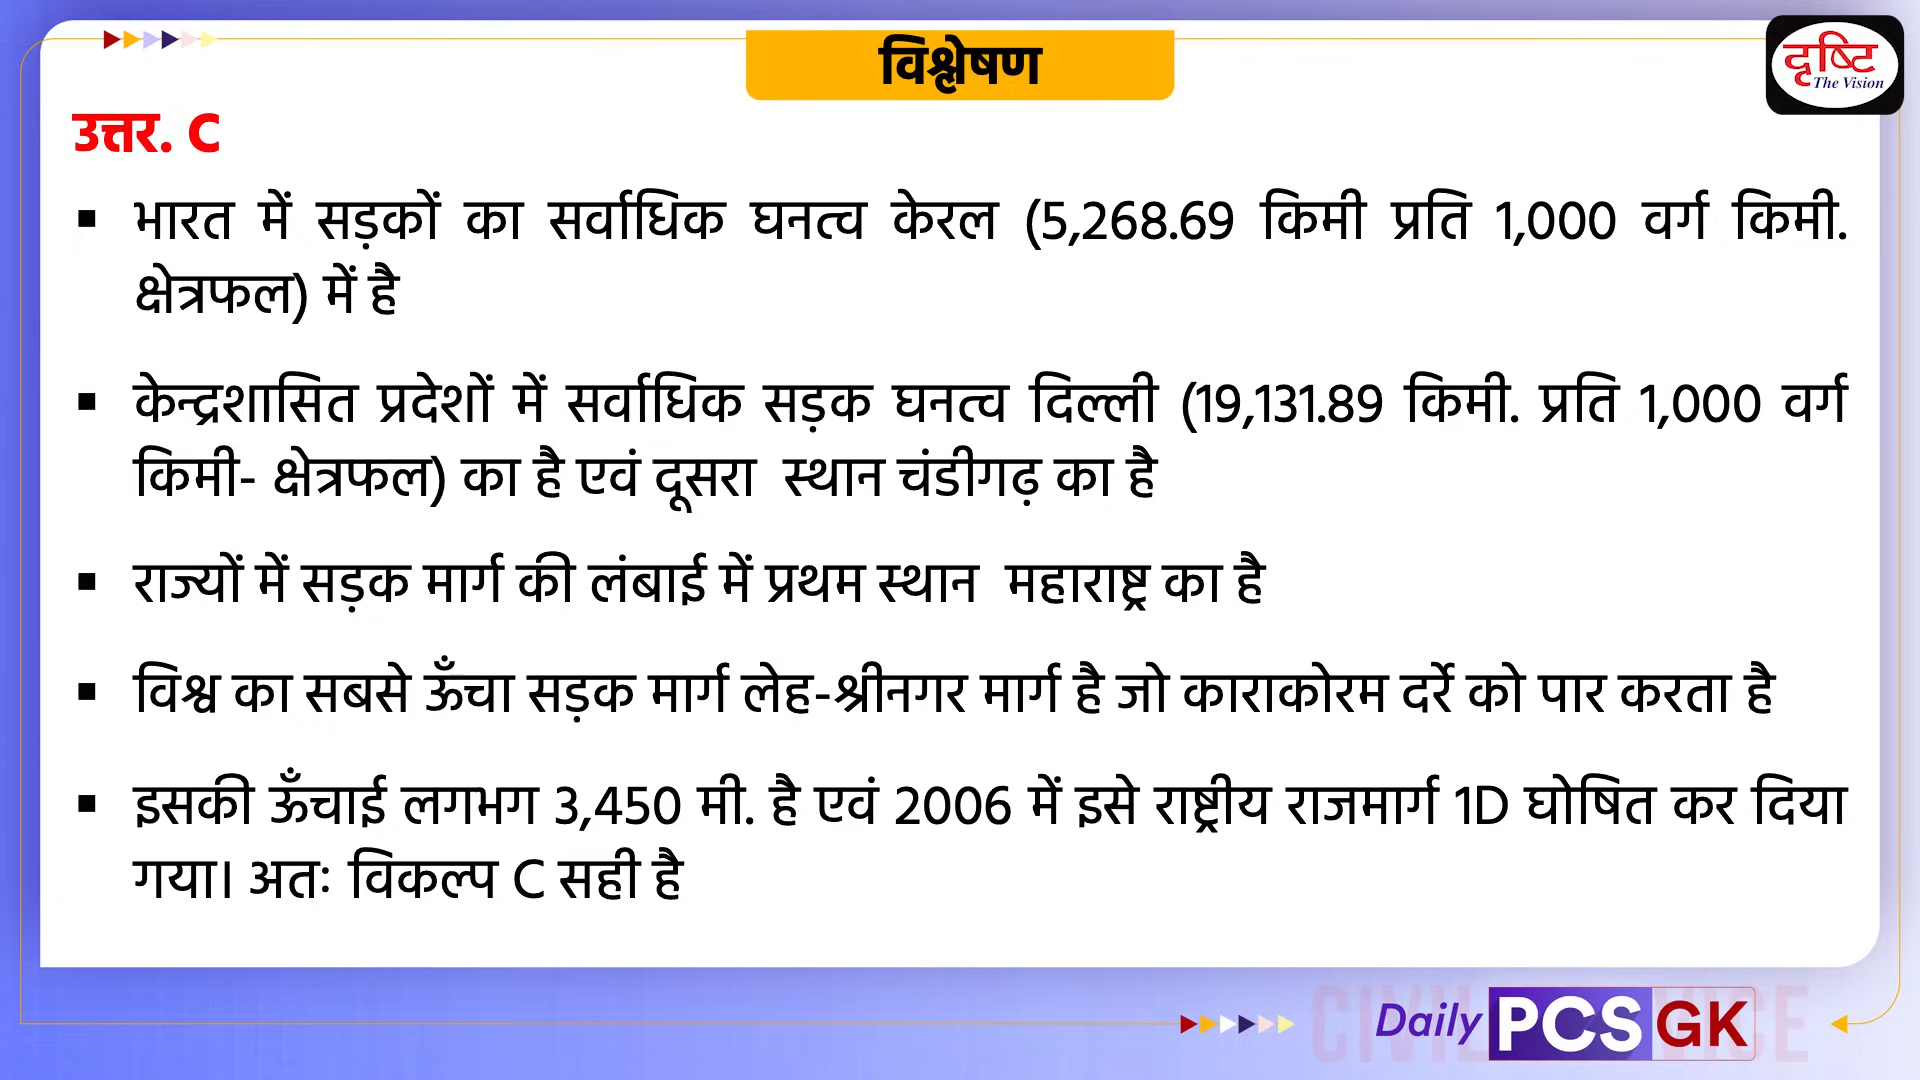 विश्लेषण
दृष्टि
The Vision
उत्तर. C
▪ भारत में सड़कों का सर्वाधिक घनत्व केरल (5,268.69 किमी प्रति 1,000 वर्ग किमी.
क्षेत्रफल) में है
▪ केन्द्रशासित प्रदेशों में सर्वाधिक सड़क घनत्व दिल्ली (19,131.89 किमी. प्रति 1,000 वर्ग
किमी- क्षेत्रफल) का है एवं दूसरा स्थान चंडीगढ़ का है
▪ राज्यों में सड़क मार्ग की लंबाई में प्रथम स्थान महाराष्ट्र का है
▪ विश्व का सबसे ऊँचा सड़क मार्ग लेह-श्रीनगर मार्ग है जो काराकोरम दर्रे को पार करता है
▪ इसकी ऊँचाई लगभग 3,450 मी. है एवं 2006 में इसे राष्ट्रीय राजमार्ग 1D घोषित कर दिया
गया। अतः विकल्प C सही है
Daily PCS GK